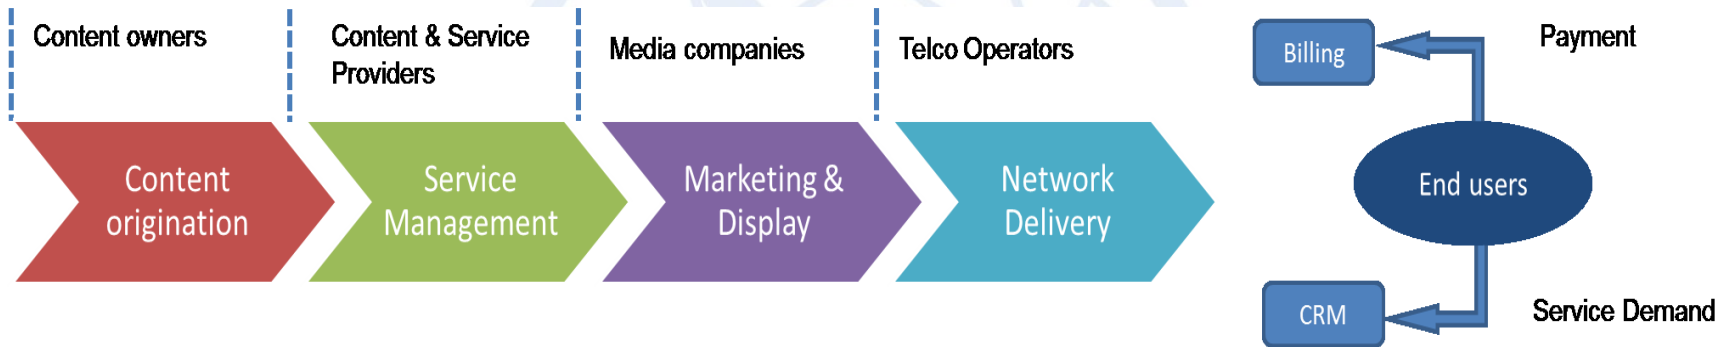 Content owners
Content & Service
Providers
Media companies
Telco Operators
Content
origination
Service
Management
Marketing &
Display
Network
Delivery
Billing
Payment
End users
CRM
Service Demand